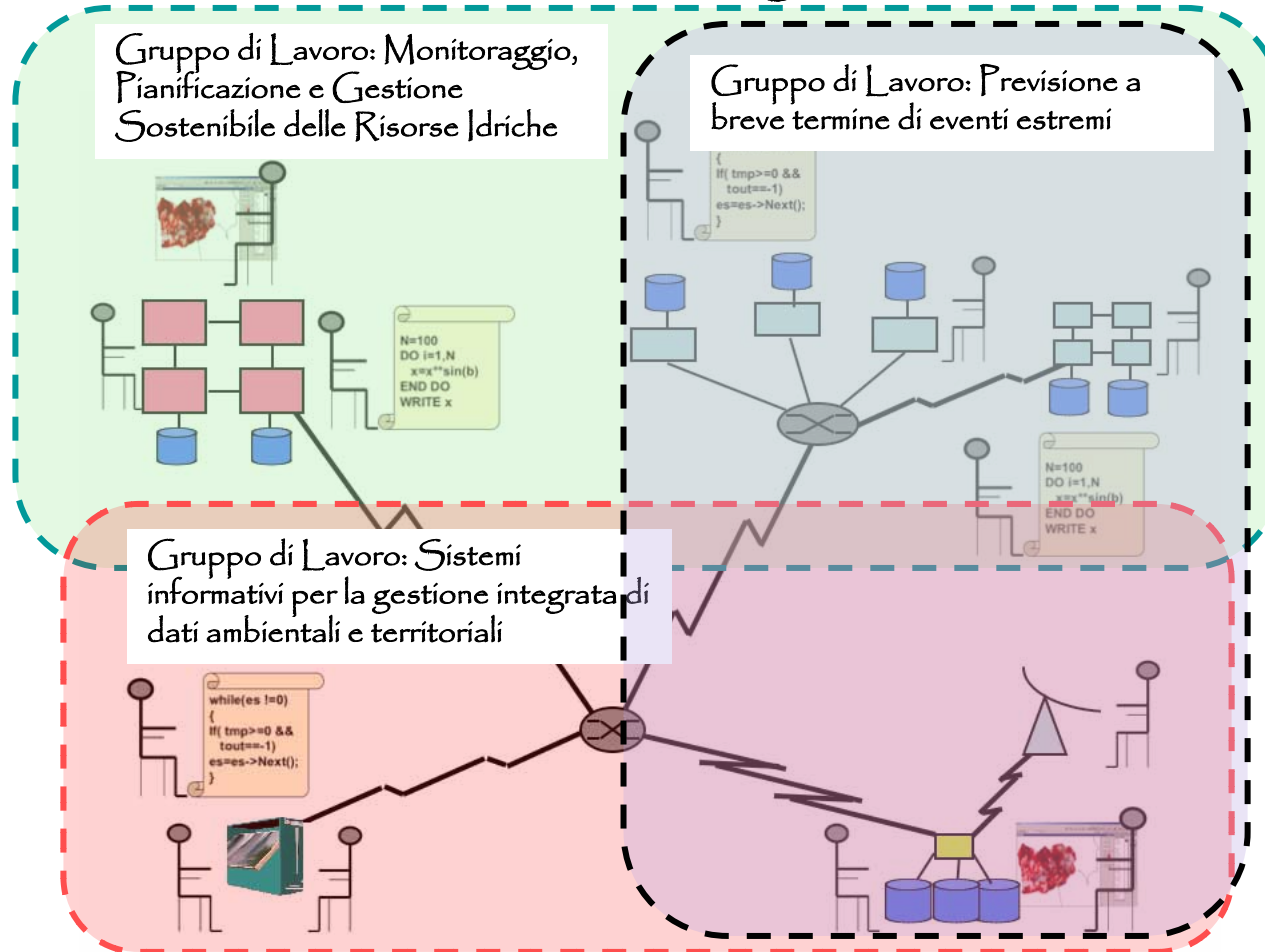 Gruppo di Lavoro: Monitoraggio,
Pianificazione e Gestione
Sostenibile delle Risorse Idriche
Gruppo di Lavoro: Previsione a
breve termine di eventi estremi
{
If( tmp>=0 &&
tout==-1)
es=es->Next();
}
N=100
DO i=1,N
x=x**sin(b)
END DO
WRITE x
N=100
DO i=1,N
x=x**sin(b)
END DO
WRITE x
Gruppo di Lavoro: Sistemi
informativi per la gestione integrata di
dati ambientali e territoriali
while(es !=0)
{
If( tmp>=0 &&
tout==-1)
es=es->Next();
}